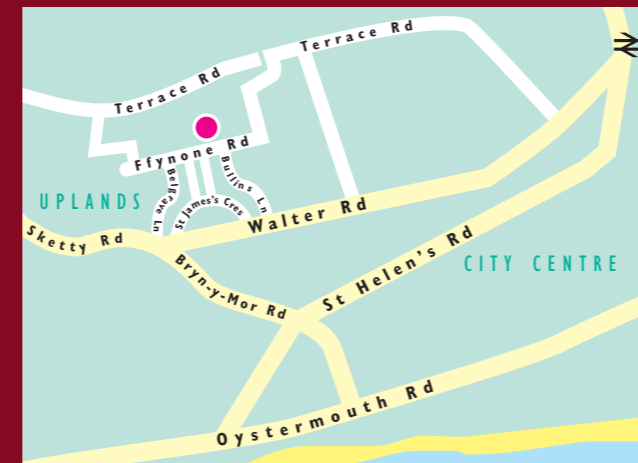 Terrace Rd
Terrace Rd
Ffynone Rd
Belgrave Ln
Bullins Ln
St James's Cres
UPLANDS
Walter Rd
Sketty Rd
Bryn-y-Mor Rd
St Helen's Rd
CITY CENTRE
Oystermouth Rd